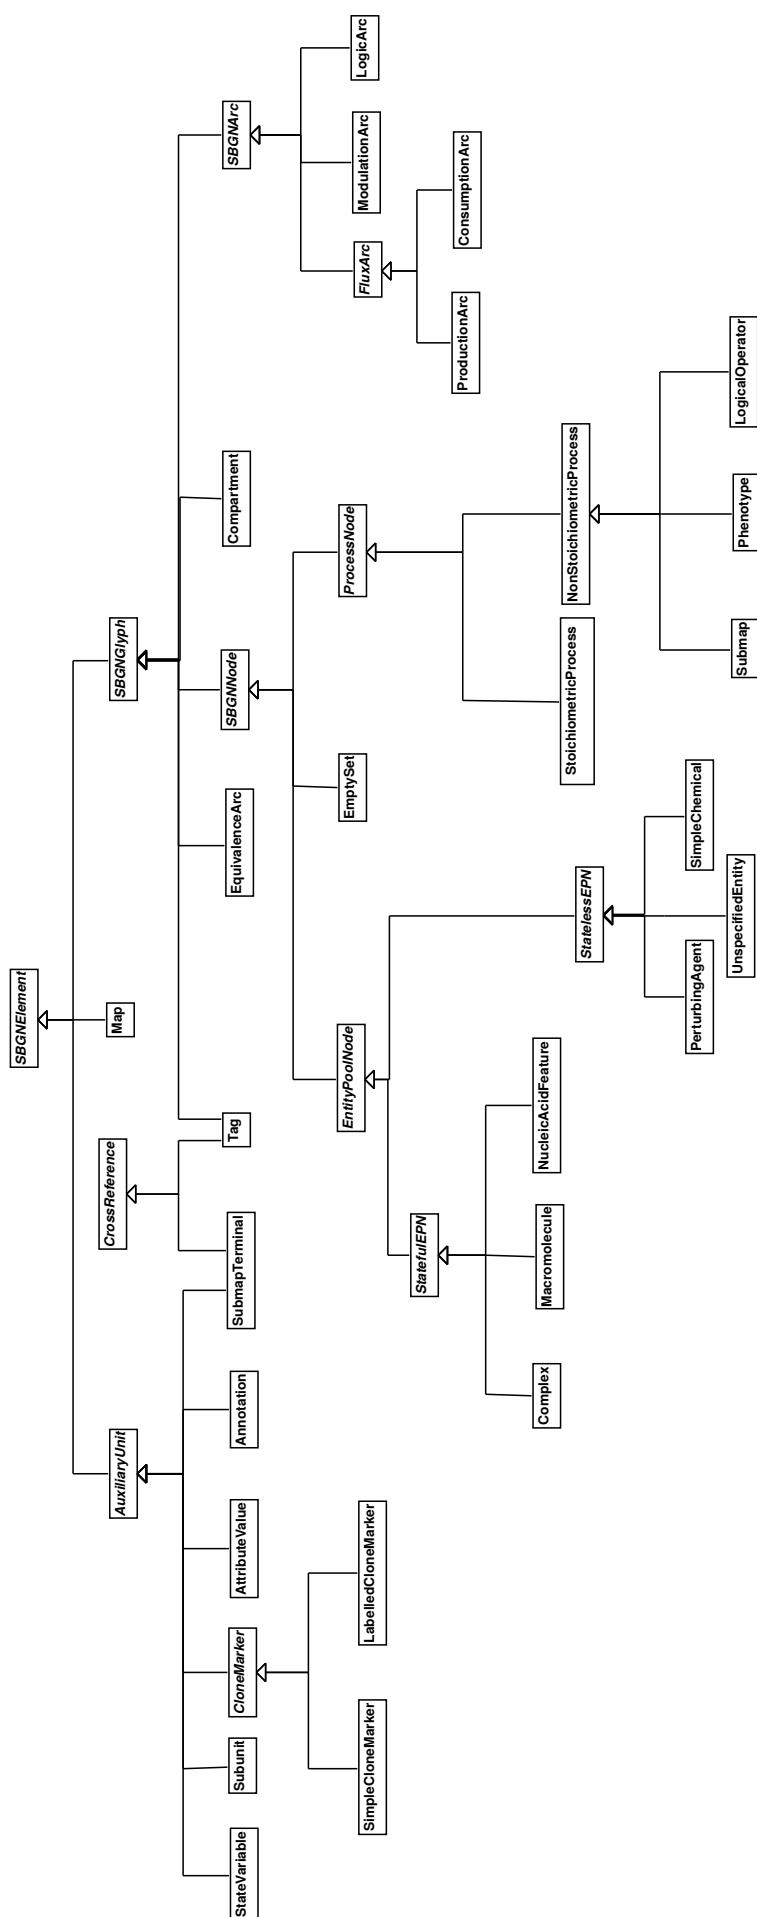 SBGNElement
AuxiliaryUnit
CrossReference
Map
SBGNGlyph
StateVariable
Subunit
CloneMarker
AttributeValue
Annotation
SubmapTerminal
Tag
EquivalenceArc
SBGNNode
Compartment
SBGNArc
SimpleCloneMarker
LabelledCloneMarker
EntityPoolNode
EmptySet
ProcessNode
FluxArc
ModulationArc
LogicArc
StatefulEPN
ProductionArc
ConsumptionArc
Complex
Macromolecule
NucleicAcidFeature
StatelessEPN
StoichiometricProcess
NonStoichiometricProcess
PerturbingAgent
UnspecifiedEntity
SimpleChemical
Submap
Phenotype
LogicalOperator